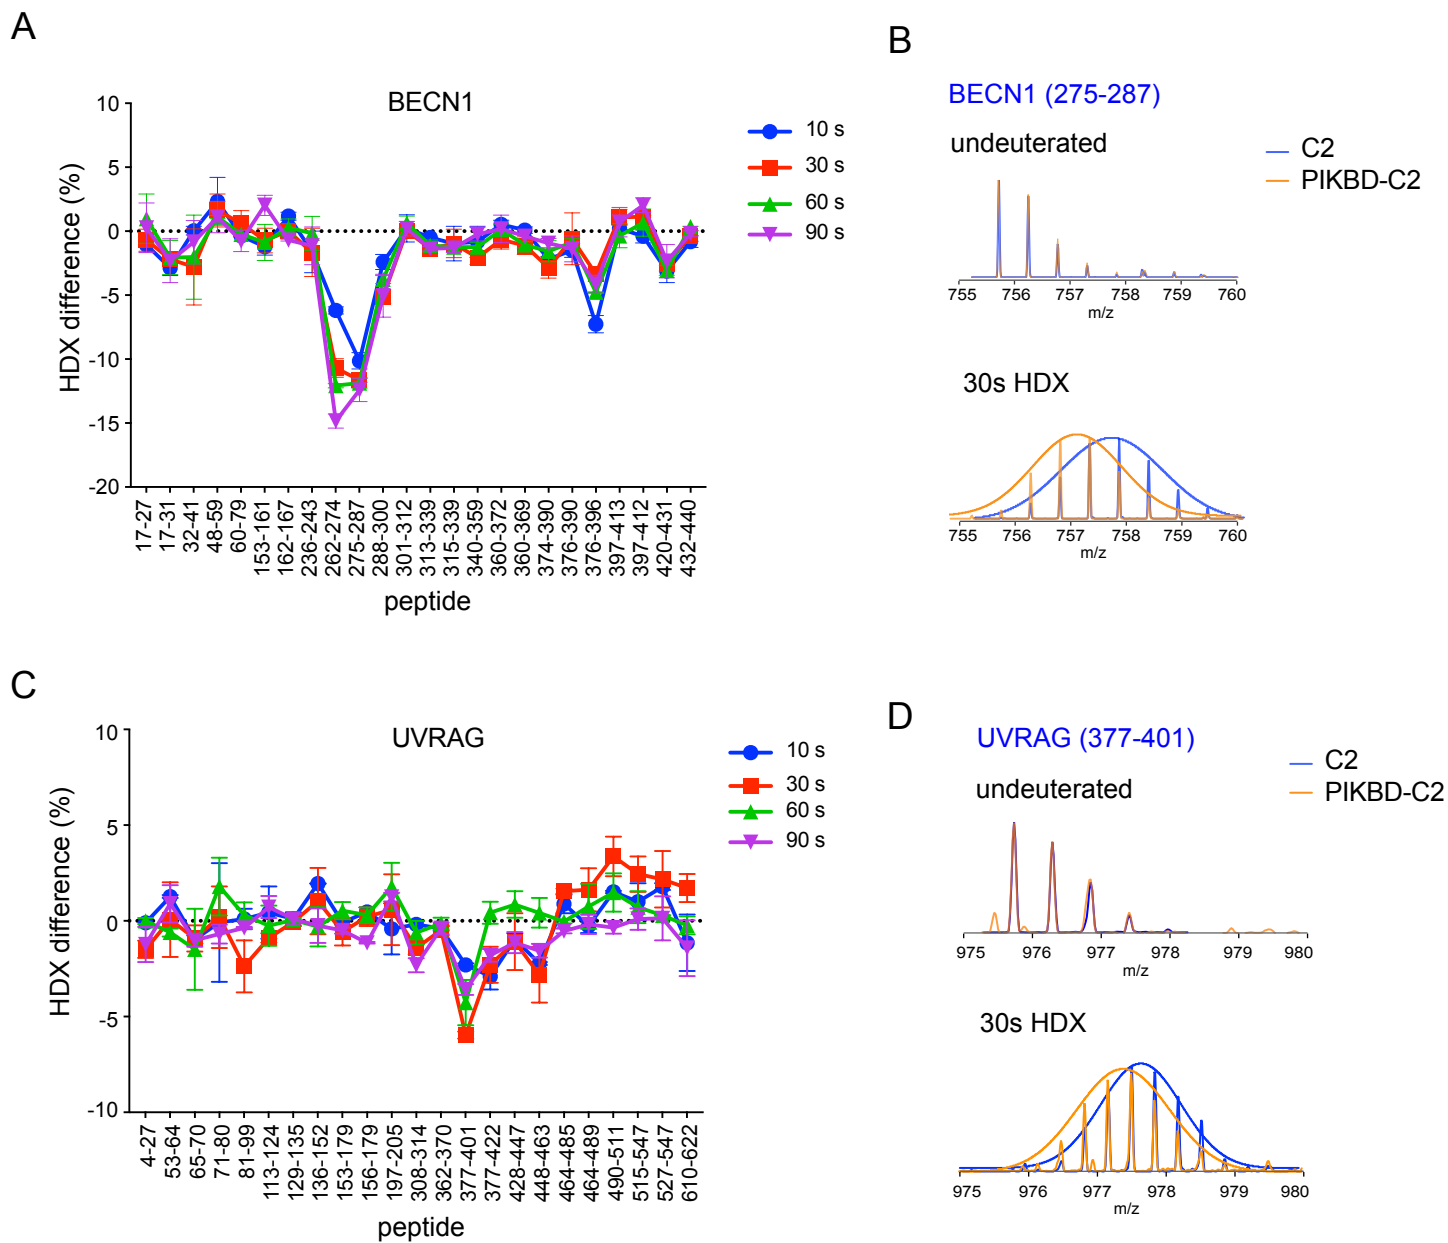 A
BECN1
10 s
30 s
60 s
90 s
HDX difference (%)
10
5
0
-5
-10
-15
-20
17-27
17-31
32-41
48-59
60-79
153-161
162-167
236-243
262-274
275-287
288-300
301-312
313-339
315-339
340-359
360-372
360-369
374-390
376-390
376-396
397-413
397-412
420-431
432-440
peptide
B
BECN1 (275-287)
undeuterated
C2
PIKBD-C2
755 756 757 758 759 760
m/z
30s HDX
755 756 757 758 759 760
m/z
C
UVRAG
10 s
30 s
60 s
90 s
HDX difference (%)
10
5
0
-5
-10
4-27
53-64
65-70
71-80
81-99
113-124
129-135
136-152
153-179
156-179
197-205
308-314
362-370
377-401
377-422
428-447
448-463
464-485
464-489
490-511
515-547
527-547
610-622
peptide
D
UVRAG (377-401)
undeuterated
C2
PIKBD-C2
975 976 977 978 979 980
m/z
30s HDX
975 976 977 978 979 980
m/z